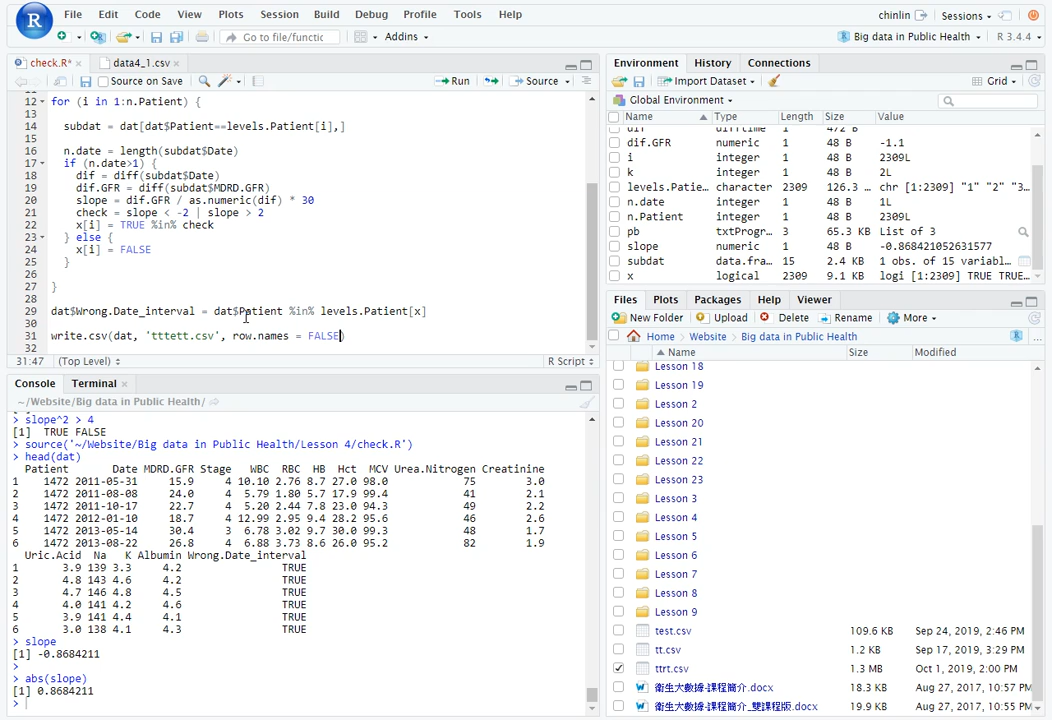 File Edit Code View Plots Session Build Debug Profile Tools Help
chinlin Sessions
R
Go to file/functic
Addins
Big data in Public Health R 3.4.4
check.R* data4_1.csv
Source on Save Run Source
12 for (i in 1:n.Patient) {
13
14 subdat = dat[dat$Patient==levels.Patient[i],]
15
16 n.date = length(subdat$Date)
17 if (n.date>1) {
18 dif = diff(subdat$Date)
19 dif.GFR = diff(subdat$MDRD.GFR)
20 slope = dif.GFR / as.numeric(dif) * 30
21 check = slope < -2 | slope > 2
22 x[i] = TRUE %in% check
23 } else {
24 x[i] = FALSE
25 }
26
27 }
28
29 dat$Wrong.Date_interval = dat$Patient %in% levels.Patient[x]
30
31 write.csv(dat, 'tttett.csv', row.names = FALSE)
32
31:47 (Top Level) R Script
Console Terminal
~/Website/Big data in Public Health/
> slope^2 > 4
[1] TRUE FALSE
> source('~/Website/Big data in Public Health/Lesson 4/check.R')
> head(dat)
Patient Date MDRD.GFR Stage WBC RBC HB Hct MCV Urea.Nitrogen Creatinine
1 1472 2011-05-31 15.9 4 10.10 2.76 8.7 27.0 98.0 75 3.0
2 1472 2011-08-08 24.0 4 5.79 1.80 5.7 17.9 99.4 41 2.1
3 1472 2011-10-17 22.7 4 5.20 2.44 7.8 23.0 94.3 49 2.2
4 1472 2012-01-10 18.7 4 12.99 2.95 9.4 28.2 95.6 46 2.6
5 1472 2013-05-14 30.4 3 6.78 3.02 9.7 30.0 99.3 48 1.7
6 1472 2013-08-22 26.8 4 6.88 3.73 8.6 26.0 95.2 82 1.9
Uric.Acid Na K Albumin Wrong.Date_interval
1 3.9 139 3.3 4.2 TRUE
2 4.8 143 4.6 4.2 TRUE
3 4.7 146 4.8 4.5 TRUE
4 4.0 141 4.2 4.6 TRUE
5 3.9 141 4.4 4.1 TRUE
6 3.0 138 4.1 4.3 TRUE
> slope
[1] -0.8684211
>
> abs(slope)
[1] 0.8684211
>
Environment History Connections
Import Dataset Grid
Global Environment
Name Type Length Size Value
dif difftime 1 472 B
dif.GFR numeric 1 48 B -1.1
i integer 1 48 B 2309L
k integer 1 48 B 2L
levels.Patie… character 2309 126.3 … chr [1:2309] "1" "2" "3…
n.date integer 1 48 B 1L
n.Patient integer 1 48 B 2309L
pb txtProgr… 3 65.3 KB List of 3
slope numeric 1 48 B -0.868421052631577
subdat data.fra… 15 2.4 KB 1 obs. of 15 variabl…
x logical 2309 9.1 KB logi [1:2309] TRUE TRUE…
Files Plots Packages Help Viewer
New Folder Upload Delete Rename More
Home Website Big data in Public Health
Name Size Modified
Lesson 18
Lesson 19
Lesson 2
Lesson 20
Lesson 21
Lesson 22
Lesson 23
Lesson 3
Lesson 4
Lesson 5
Lesson 6
Lesson 7
Lesson 8
Lesson 9
test.csv 109.6 KB Sep 24, 2019, 2:46 PM
tt.csv 1.2 KB Sep 17, 2019, 3:29 PM
ttrt.csv 1.3 MB Oct 1, 2019, 2:00 PM
衛生大數據-課程簡介.docx 18.3 KB Aug 27, 2017, 10:57 PM
衛生大數據-課程簡介_雙課程版.docx 19.9 KB Aug 27, 2017, 10:55 PM